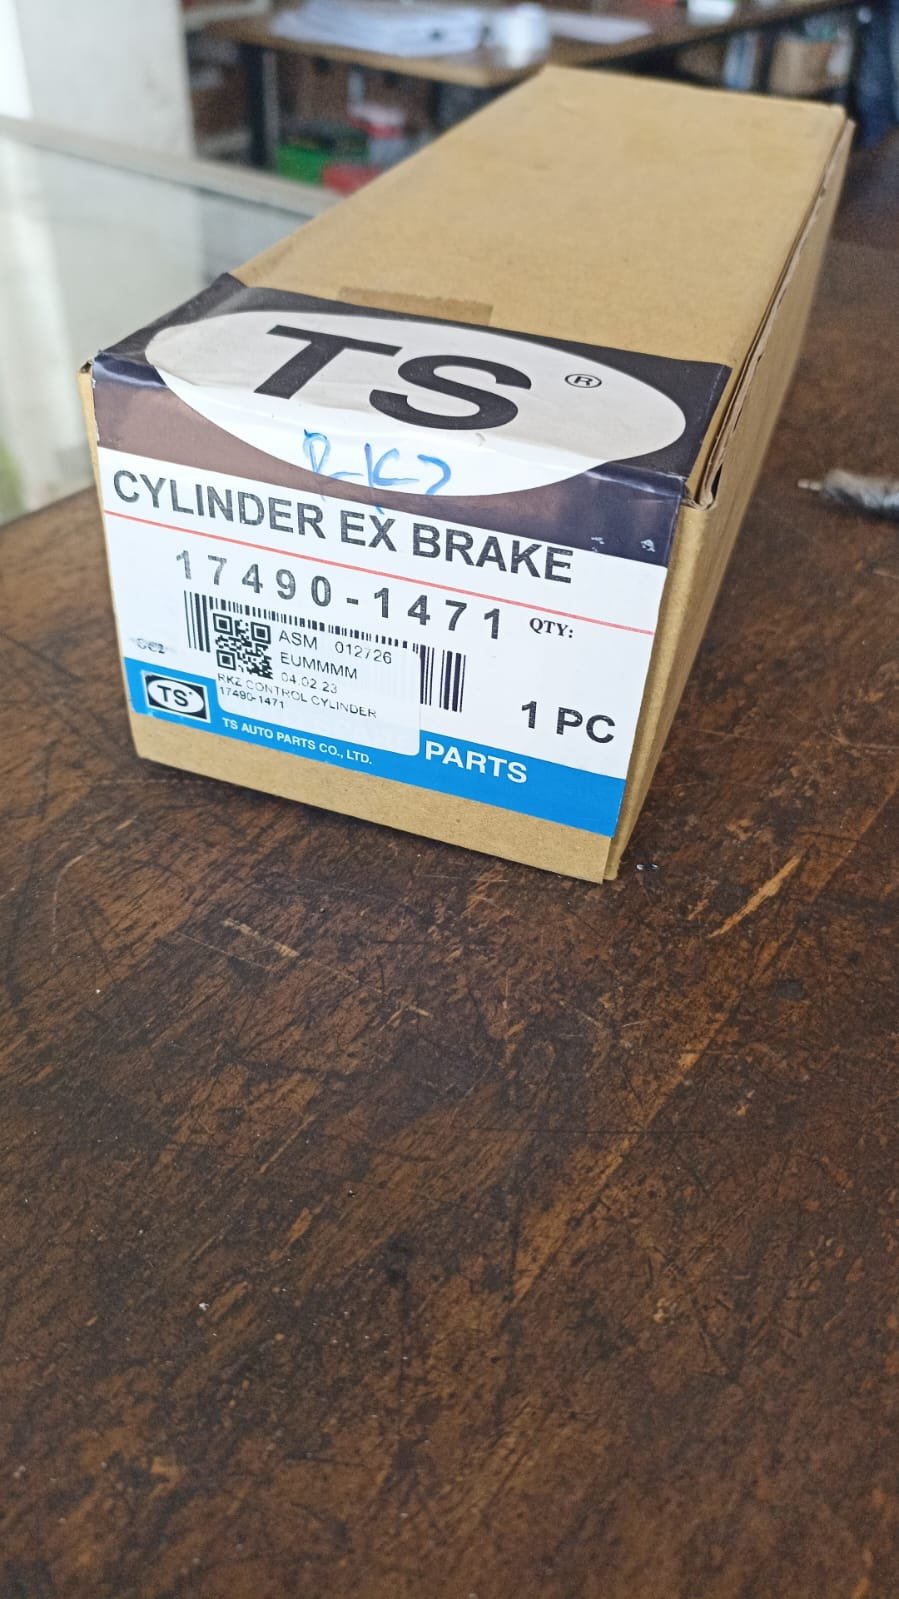 TS®
R-KZ
CYLINDER EX BRAKE
17490-1471
QTY:
ASM 012726
EUMMMM
04.02.23
RKZ CONTROL CYLINDER
17490-1471
1 PC
TS
TS AUTO PARTS CO., LTD.
PARTS